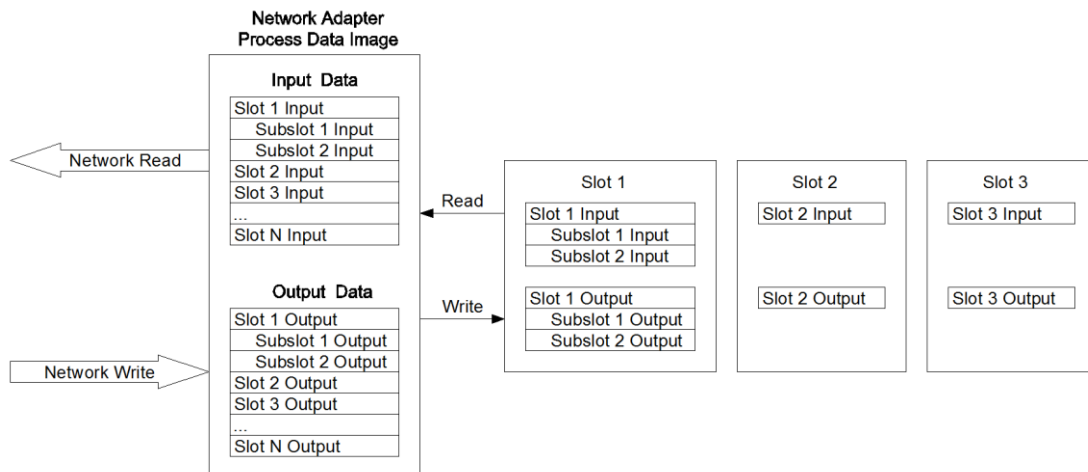 Network Adapter
Process Data Image
Input Data
Slot 1 Input
Subslot 1 Input
Subslot 2 Input
Slot 2 Input
Slot 3 Input
...
Slot N Input
Network Read
Output Data
Slot 1 Output
Subslot 1 Output
Subslot 2 Output
Slot 2 Output
Slot 3 Output
...
Slot N Output
Network Write
Read
Write
Slot 1
Slot 1 Input
Subslot 1 Input
Subslot 2 Input
Slot 1 Output
Subslot 1 Output
Subslot 2 Output
Slot 2
Slot 2 Input
Slot 2 Output
Slot 3
Slot 3 Input
Slot 3 Output